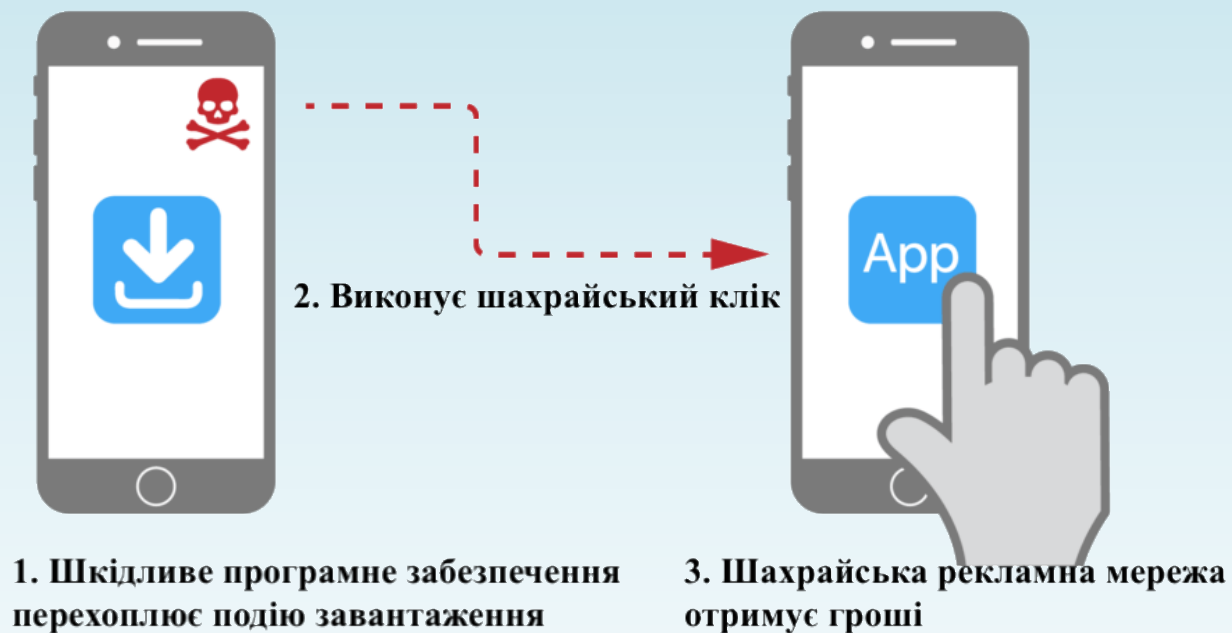 App
2. Виконує шахрайський клік
1. Шкідливе програмне забезпечення
перехоплює подію завантаження
3. Шахрайська рекламна мережа
отримує гроші